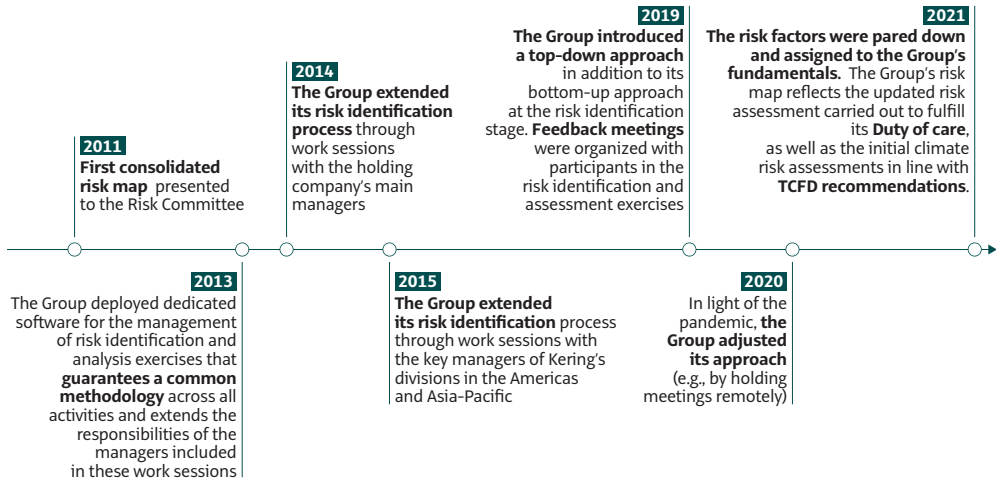 2011
First consolidated
risk map presented
to the Risk Committee
2013
The Group deployed dedicated
software for the management
of risk identification and
analysis exercises that
guarantees a common
methodology across all
activities and extends the
responsibilities of the
managers included
in these work sessions
2014
The Group extended
its risk identification
process through
work sessions
with the holding
company's main
managers
2015
The Group extended
its risk identification process
through work sessions with
the key managers of Kering's
divisions in the Americas
and Asia-Pacific
2019
The Group introduced
a top-down approach
in addition to its
bottom-up approach
at the risk identification
stage. Feedback meetings
were organized with
participants in the
risk identification and
assessment exercises
2020
In light of the
pandemic, the
Group adjusted
its approach
(e.g., by holding
meetings remotely)
2021
The risk factors were pared down
and assigned to the Group's
fundamentals. The Group's risk
map reflects the updated risk
assessment carried out to fulfill
its Duty of care,
as well as the initial climate
risk assessments in line with
TCFD recommendations.